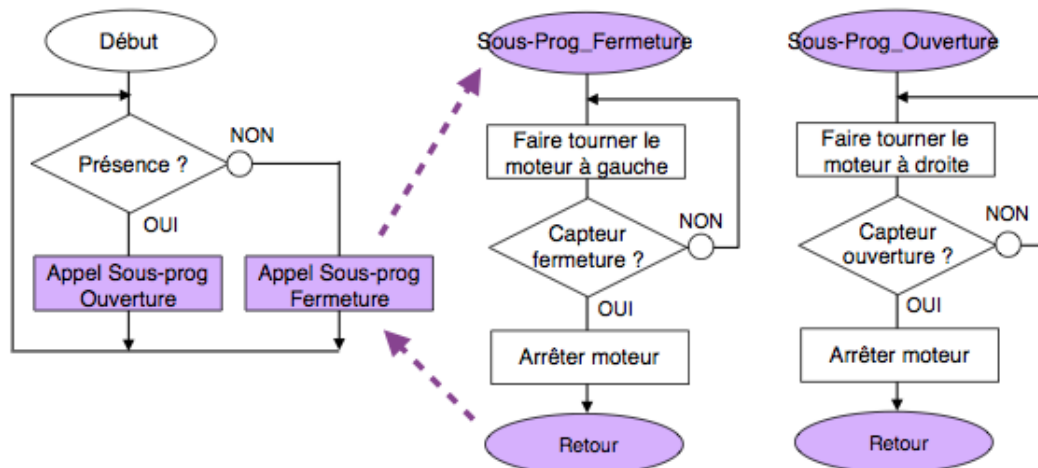 Début
Présence ?
NON
OUI
Appel Sous-prog
Ouverture
Appel Sous-prog
Fermeture
Sous-Prog_Fermeture
Faire tourner le
moteur à gauche
Capteur
fermeture ?
NON
OUI
Arrêter moteur
Retour
Sous-Prog_Ouverture
Faire tourner le
moteur à droite
Capteur
ouverture ?
NON
OUI
Arrêter moteur
Retour